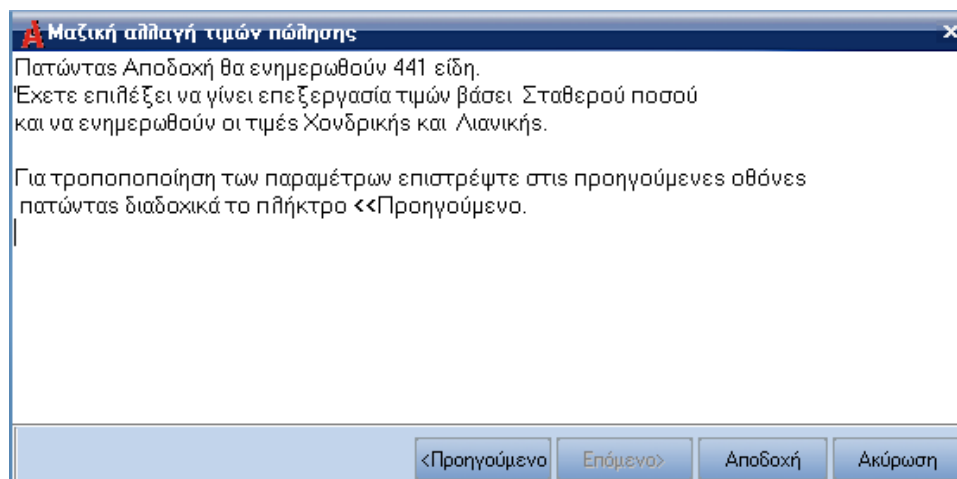 Μαζική αλλαγή τιμών πώλησης
Πατώντας Αποδοχή θα ενημερωθούν 441 είδη.
Έχετε επιλέξει να γίνει επεξεργασία τιμών βάσει Σταθερού ποσού
και να ενημερωθούν οι τιμές Χονδρικής και Λιανικής.
Για τροποποποίηση των παραμέτρων επιστρέψτε στις προηγούμενες οθόνες
πατώντας διαδοχικά το πλήκτρο <<Προηγούμενο.
<Προηγούμενο Επόμενο> Αποδοχή Ακύρωση